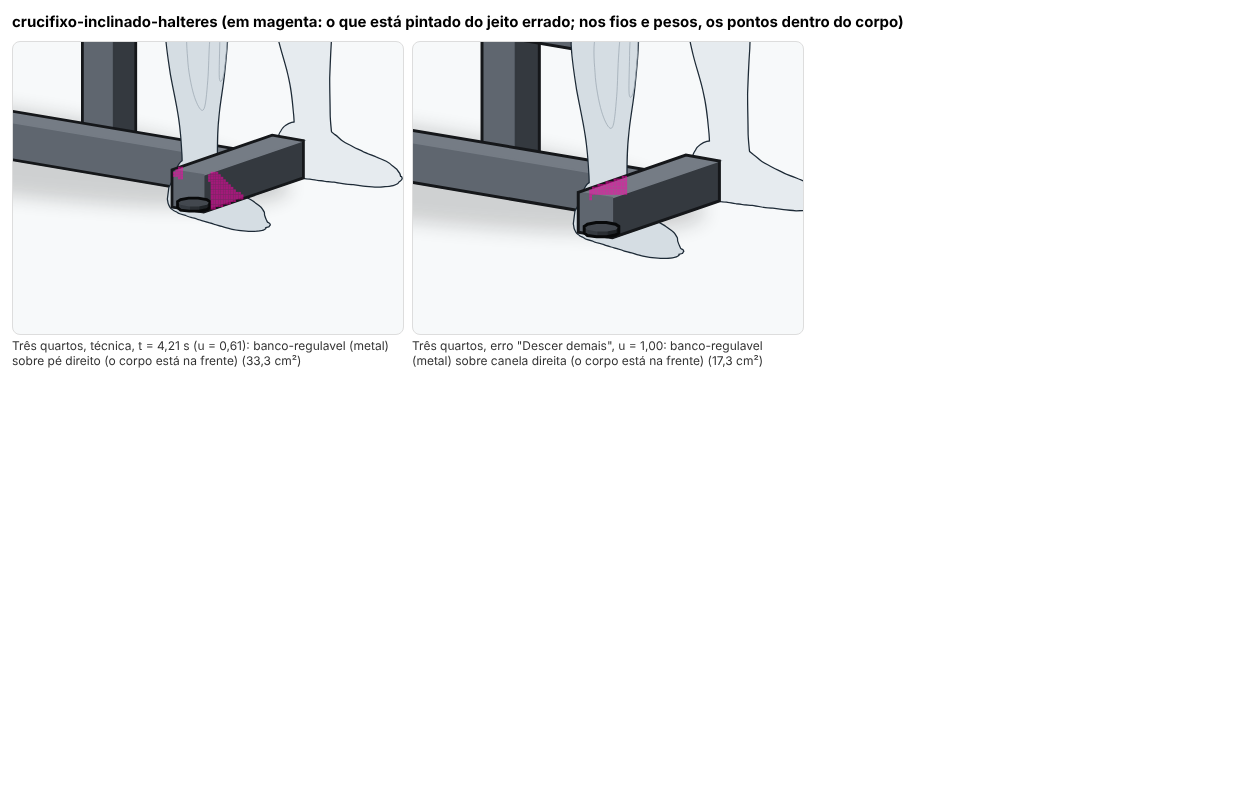 crucifixo-inclinado-halteres (em magenta: o que está pintado do jeito errado; nos fios e pesos, os pontos dentro do corpo)
Três quartos, técnica, t = 4,21 s (u = 0,61): banco-regulavel (metal)
sobre pé direito (o corpo está na frente) (33,3 cm²)
Três quartos, erro "Descer demais", u = 1,00: banco-regulavel
(metal) sobre canela direita (o corpo está na frente) (17,3 cm²)